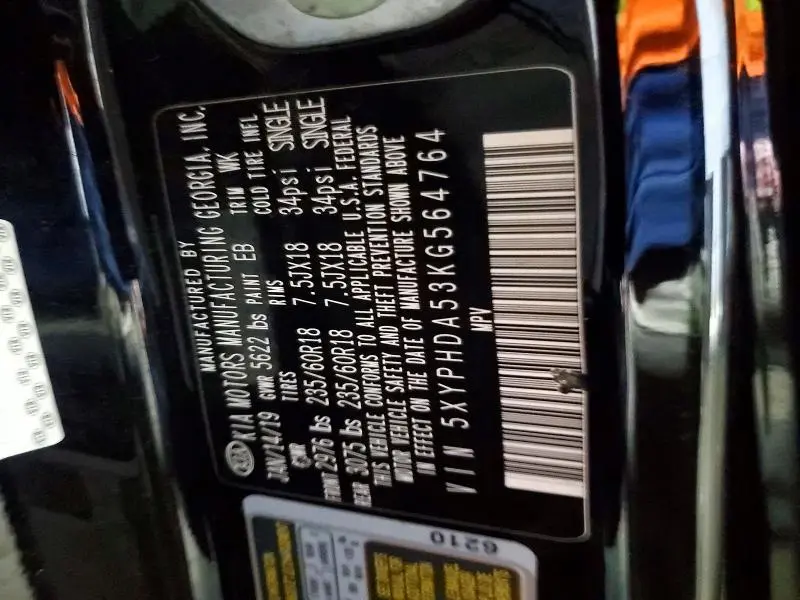 MANUFACTURED BY
KIA MOTORS MANUFACTURING GEORGIA, INC.
JAN/14/19 GVWR 5622 lbs PAINT EB TRIM WK
GAWR TIRES RIMS COLD TIRE INFL
FRONT 2976 lbs 235/60R18 7.5JX18 34psi SINGLE
REAR 3075 lbs 235/60R18 7.5JX18 34psi SINGLE
THIS VEHICLE CONFORMS TO ALL APPLICABLE U.S.A. FEDERAL
MOTOR VEHICLE SAFETY AND THEFT PREVENTION STANDARDS
IN EFFECT ON THE DATE OF MANUFACTURE SHOWN ABOVE
VIN 5XYPHDA53KG564764
MPV
6210